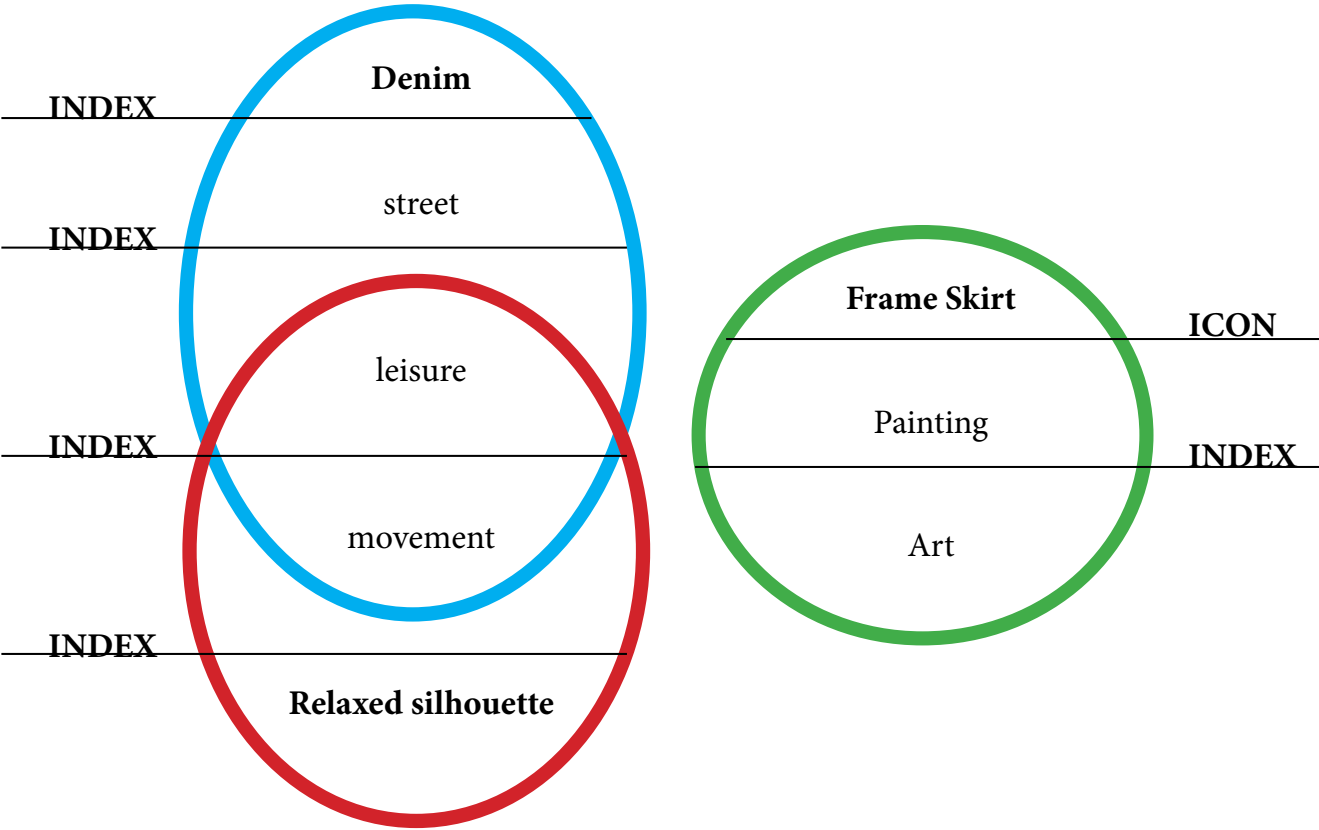 Denim
INDEX
street
INDEX
leisure
INDEX
movement
INDEX
Relaxed silhouette
Frame Skirt
ICON
Painting
INDEX
Art